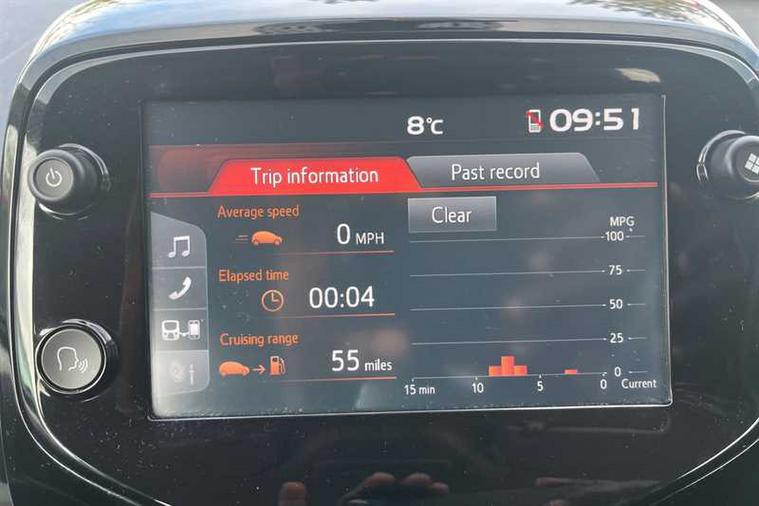 8°c 09:51
Trip information Past record
Average speed
0 MPH
Clear
MPG
100
75
50
25
0
Elapsed time
00:04
Cruising range
55 miles
15 min 10 5 0 Current